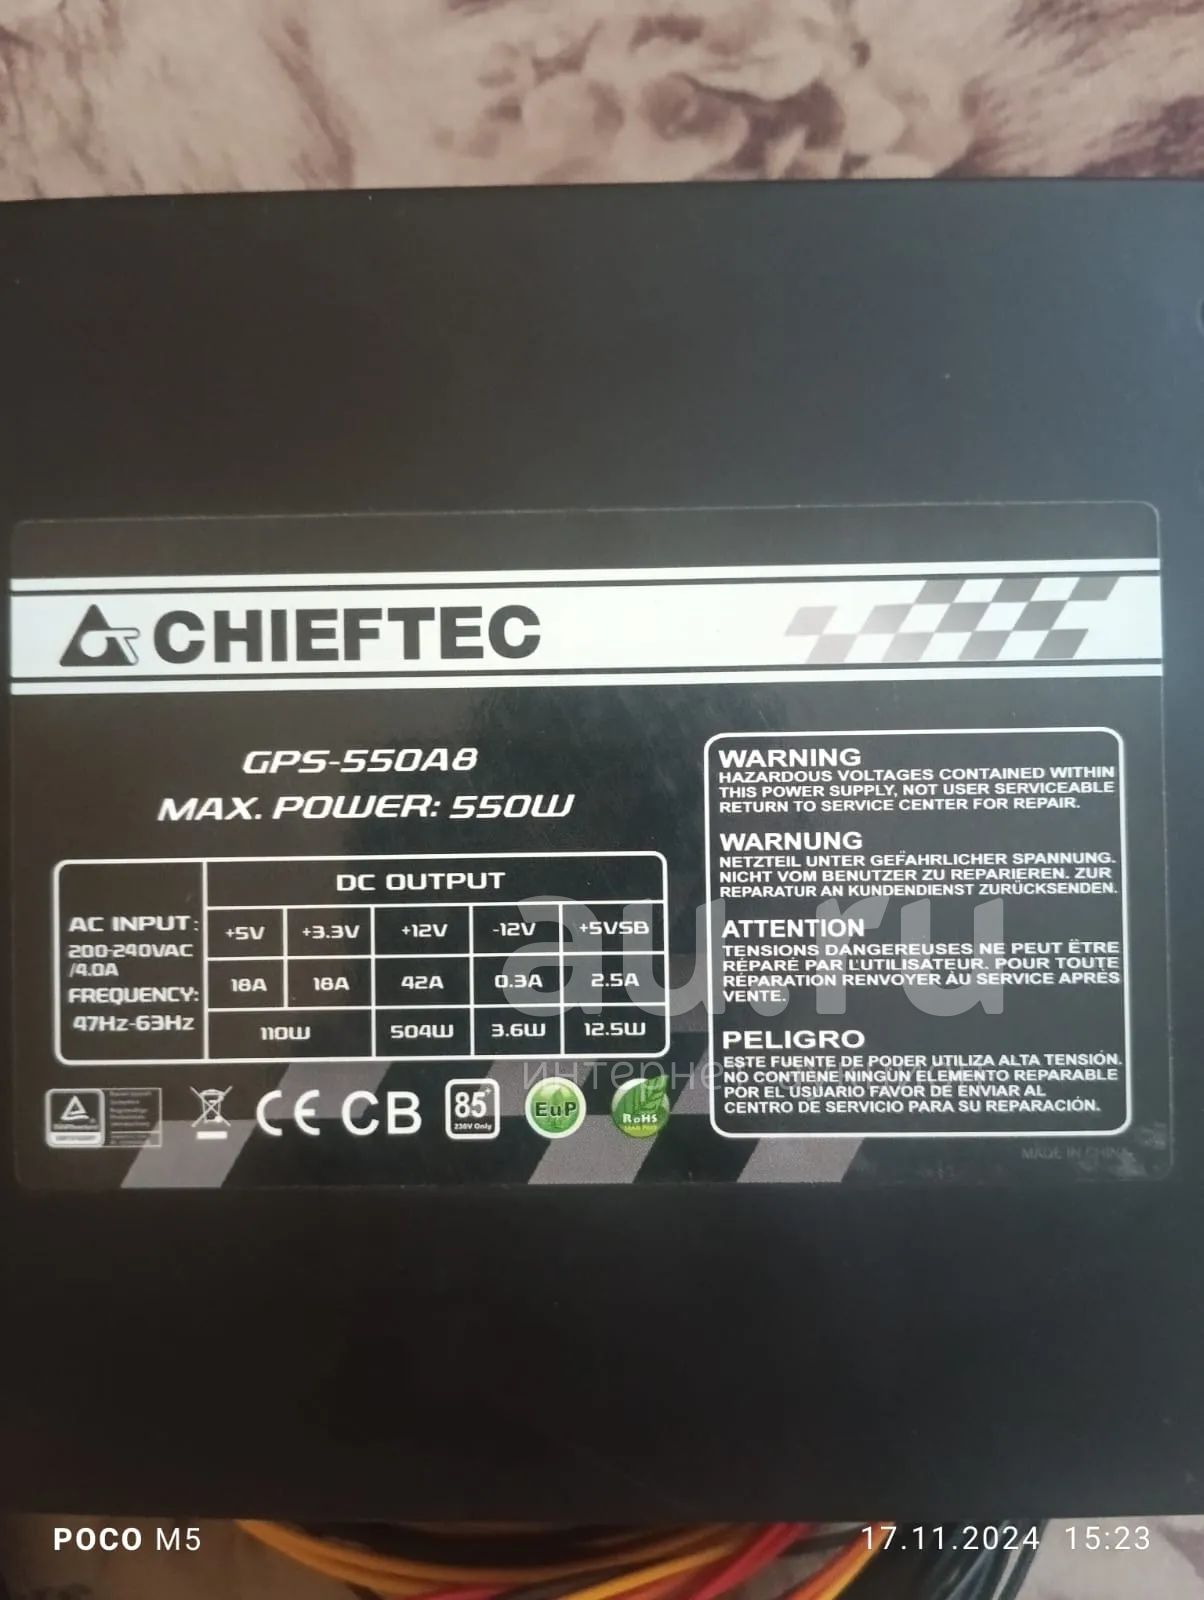 CHIEFTEC
GPS-550A8
MAX. POWER: 550W
AC INPUT:
200-240VAC
/4.0A
FREQUENCY:
47Hz-63Hz
DC OUTPUT
+5V +3.3V +12V -12V +5VSB
18A 18A 42A 0.3A 2.5A
110W 504W 3.6W 12.5W
CE CB 85+ EuP RoHS
230V Only
WARNING
HAZARDOUS VOLTAGES CONTAINED WITHIN
THIS POWER SUPPLY, NOT USER SERVICEABLE
RETURN TO SERVICE CENTER FOR REPAIR.
WARNUNG
NETZTEIL UNTER GEFAHRLICHER SPANNUNG.
NICHT VOM BENUTZER ZU REPARIEREN. ZUR
REPARATUR AN KUNDENDIENST ZURÜCKSENDEN.
ATTENTION
TENSIONS DANGEREUSES NE PEUT ÊTRE
RÉPARÉ PAR L'UTILISATEUR. POUR TOUTE
RÉPARATION RENVOYER AU SERVICE APRÈS
VENTE.
PELIGRO
ESTE FUENTE DE PODER UTILIZA ALTA TENSIÓN.
NO CONTIENE NINGÚN ELEMENTO REPARABLE
POR EL USUARIO FAVOR DE ENVIAR AL
CENTRO DE SERVICIO PARA SU REPARACIÓN.
MADE IN CHINA
au.ru
POCO M5
17.11.2024 15:23